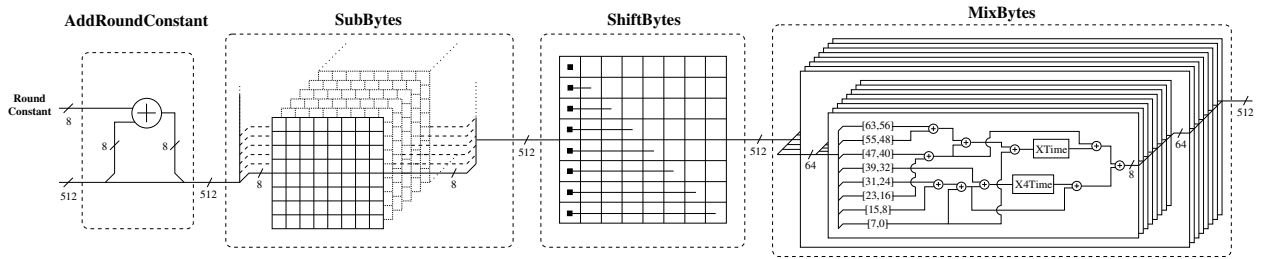 AddRoundConstant
SubBytes
ShiftBytes
MixBytes
Round
Constant
8
8
8
512
512
8
8
512
512
64
[63,56]
[55,48]
[47,40]
[39,32]
[31,24]
[23,16]
[15,8]
[7,0]
XTime
X4Time
8
64
512